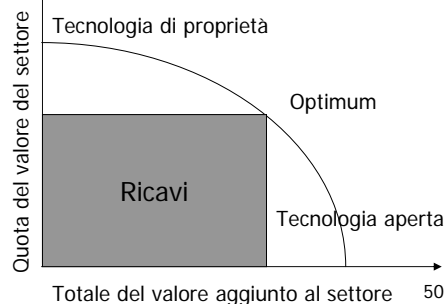 Tecnologia di proprietà
Quota del valore del settore
Optimum
Ricavi
Tecnologia aperta
Totale del valore aggiunto al settore
50